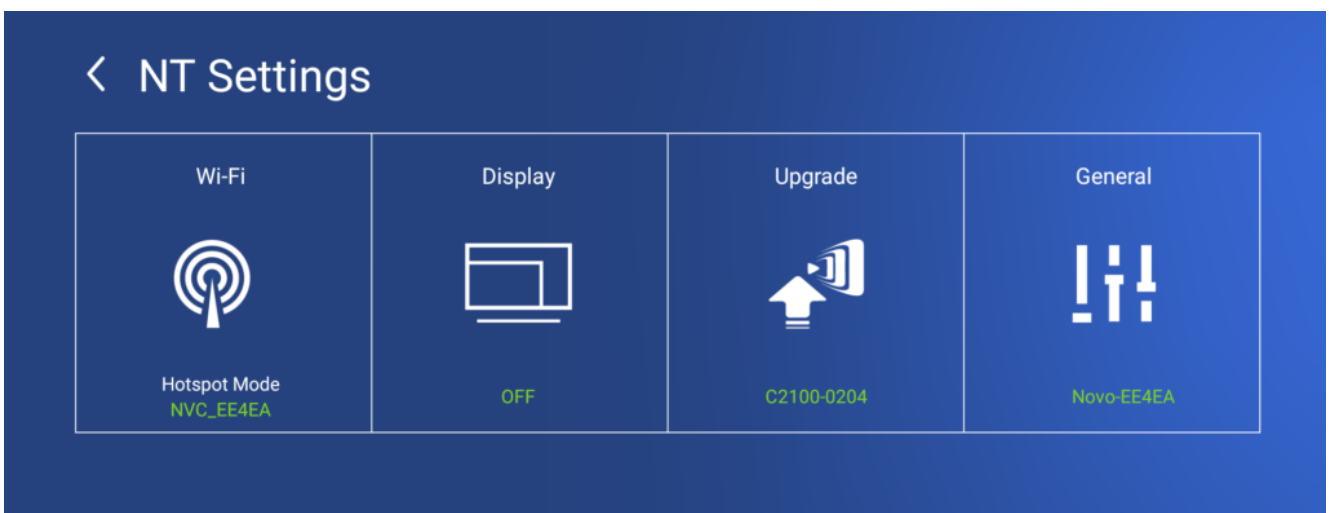 NT Settings
Wi-Fi
Hotspot Mode
NVC_EE4EA
Display
OFF
Upgrade
C2100-0204
General
Novo-EE4EA